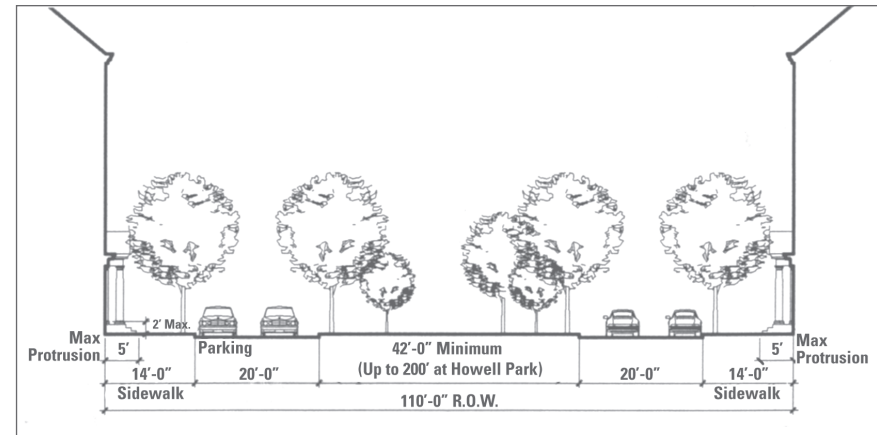 2' Max.
Max
Protrusion
5'
Parking
42'-0" Minimum
(Up to 200' at Howell Park)
5'
Max
Protrusion
14'-0"
Sidewalk
20'-0"
20'-0"
14'-0"
Sidewalk
110'-0" R.O.W.